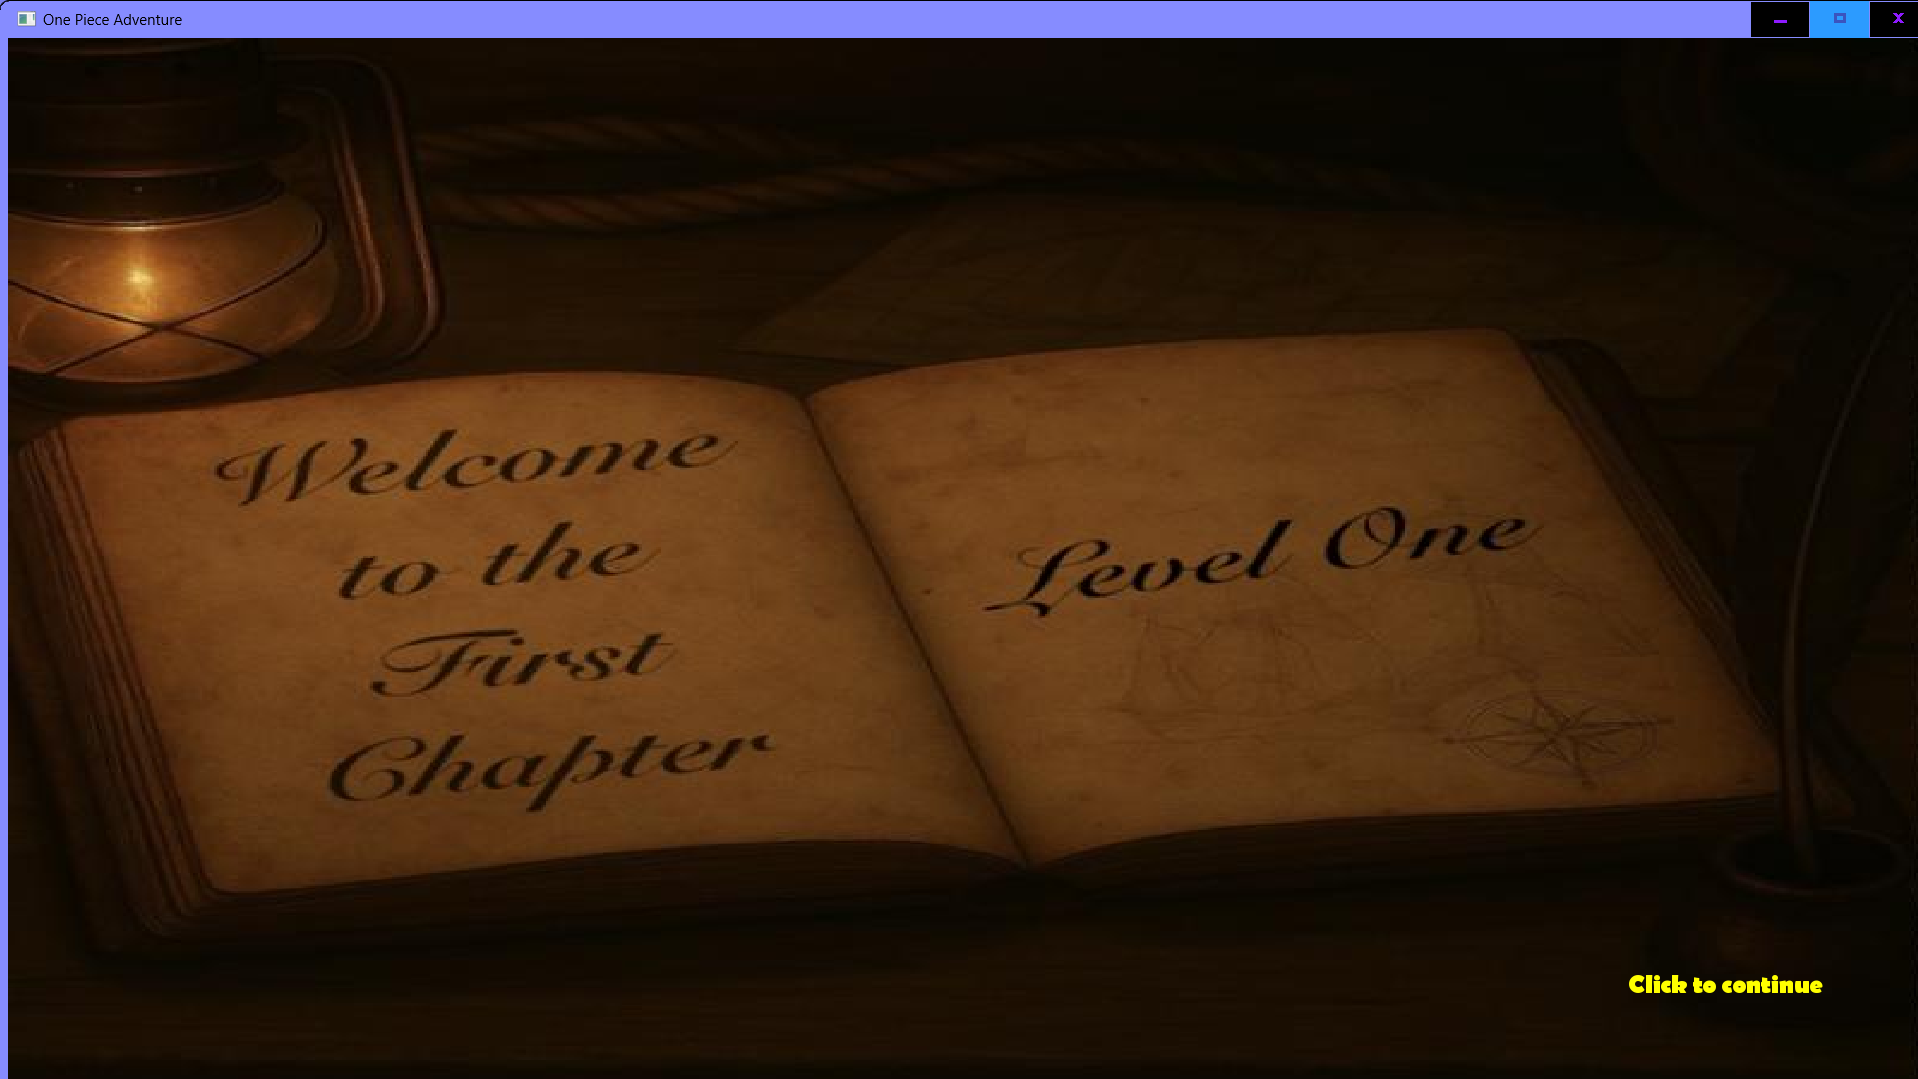 One Piece Adventure
Welcome
to the
First
Chapter
Level One
Click to continue